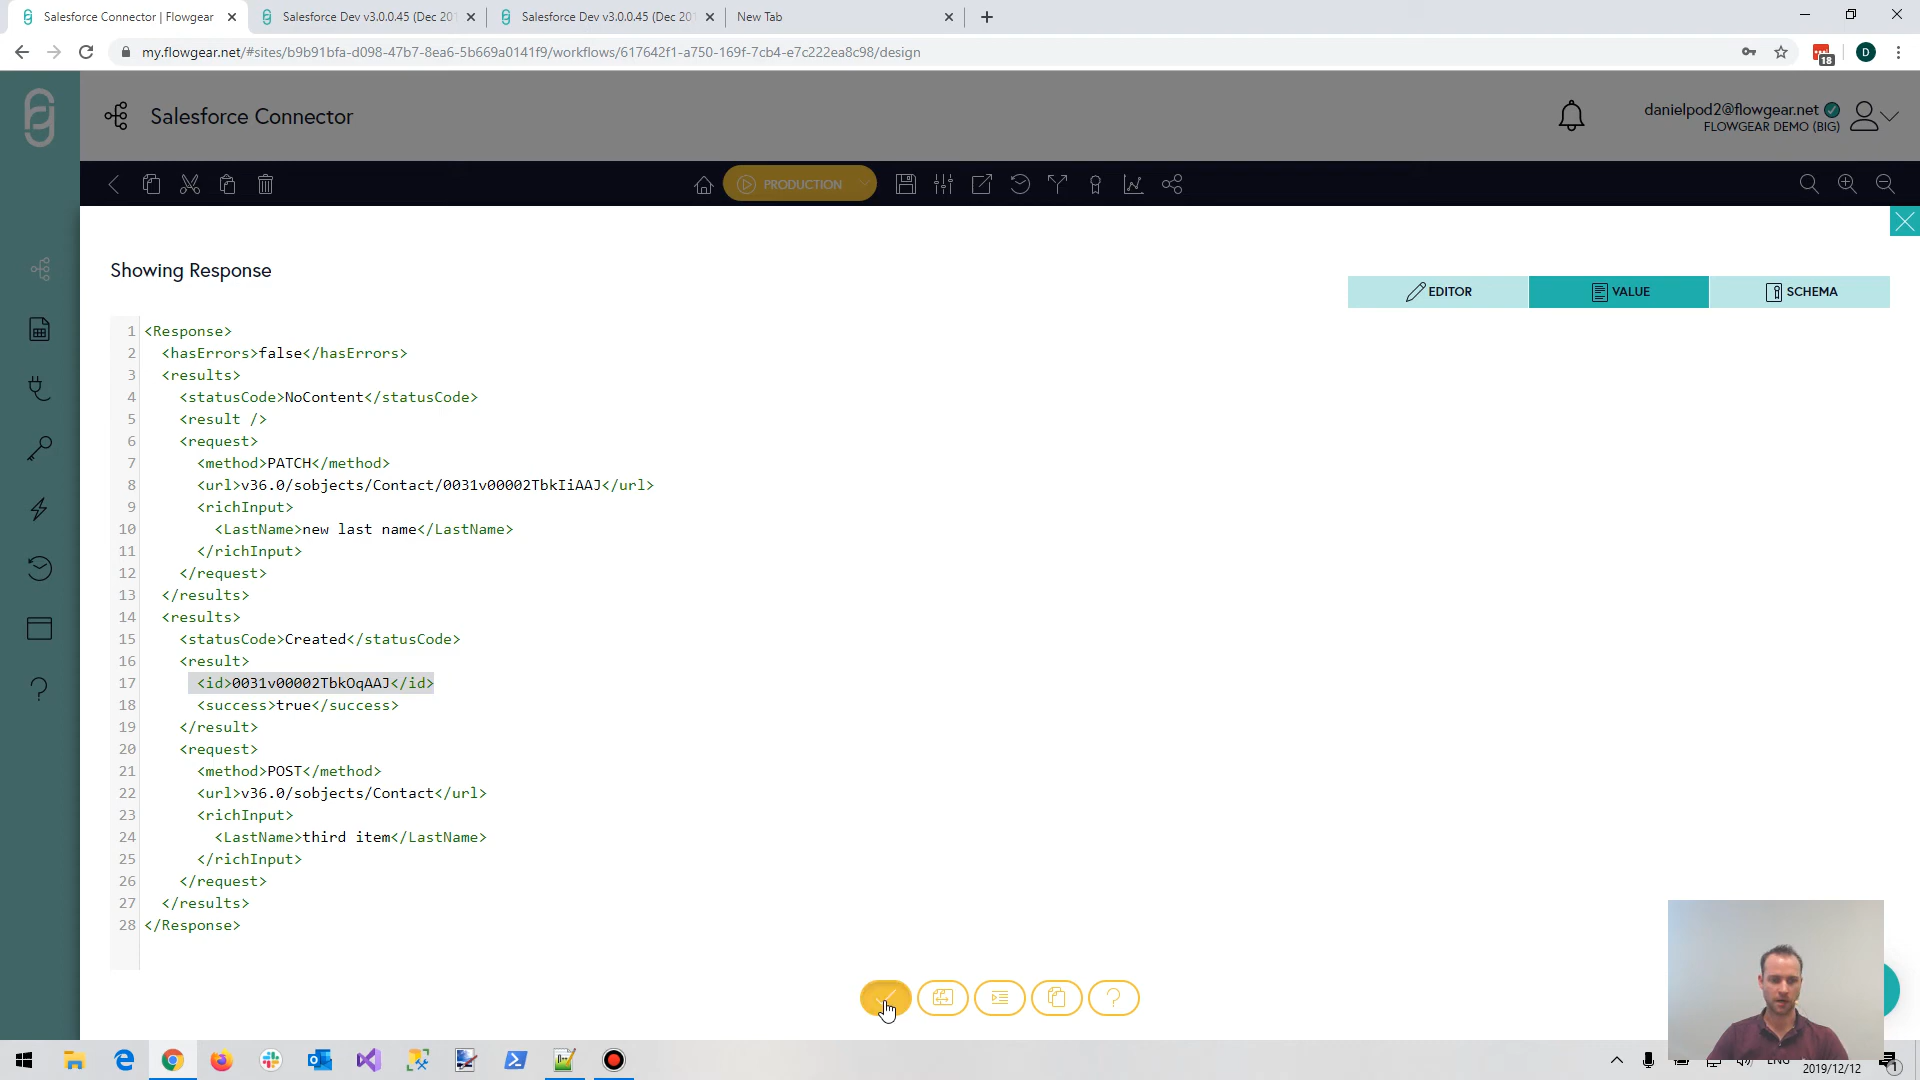 Salesforce Connector | Flowgear
Salesforce Dev v3.0.0.45 (Dec 201
Salesforce Dev v3.0.0.45 (Dec 201
New Tab
my.flowgear.net/#sites/b9b91bfa-d098-47b7-8ea6-5b669a0141f9/workflows/617642f1-a750-169f-7cb4-e7c222ea8c98/design
18
D
Salesforce Connector
danielpod2@flowgear.net
FLOWGEAR DEMO (BIG)
PRODUCTION
Showing Response
EDITOR
VALUE
SCHEMA
1 <Response>
2 <hasErrors>false</hasErrors>
3 <results>
4 <statusCode>NoContent</statusCode>
5 <result />
6 <request>
7 <method>PATCH</method>
8 <url>v36.0/sobjects/Contact/0031v00002TbkIiAAJ</url>
9 <richInput>
10 <LastName>new last name</LastName>
11 </richInput>
12 </request>
13 </results>
14 <results>
15 <statusCode>Created</statusCode>
16 <result>
17 <id>0031v00002TbkOqAAJ</id>
18 <success>true</success>
19 </result>
20 <request>
21 <method>POST</method>
22 <url>v36.0/sobjects/Contact</url>
23 <richInput>
24 <LastName>third item</LastName>
25 </richInput>
26 </request>
27 </results>
28 </Response>
ENG
2019/12/12
1